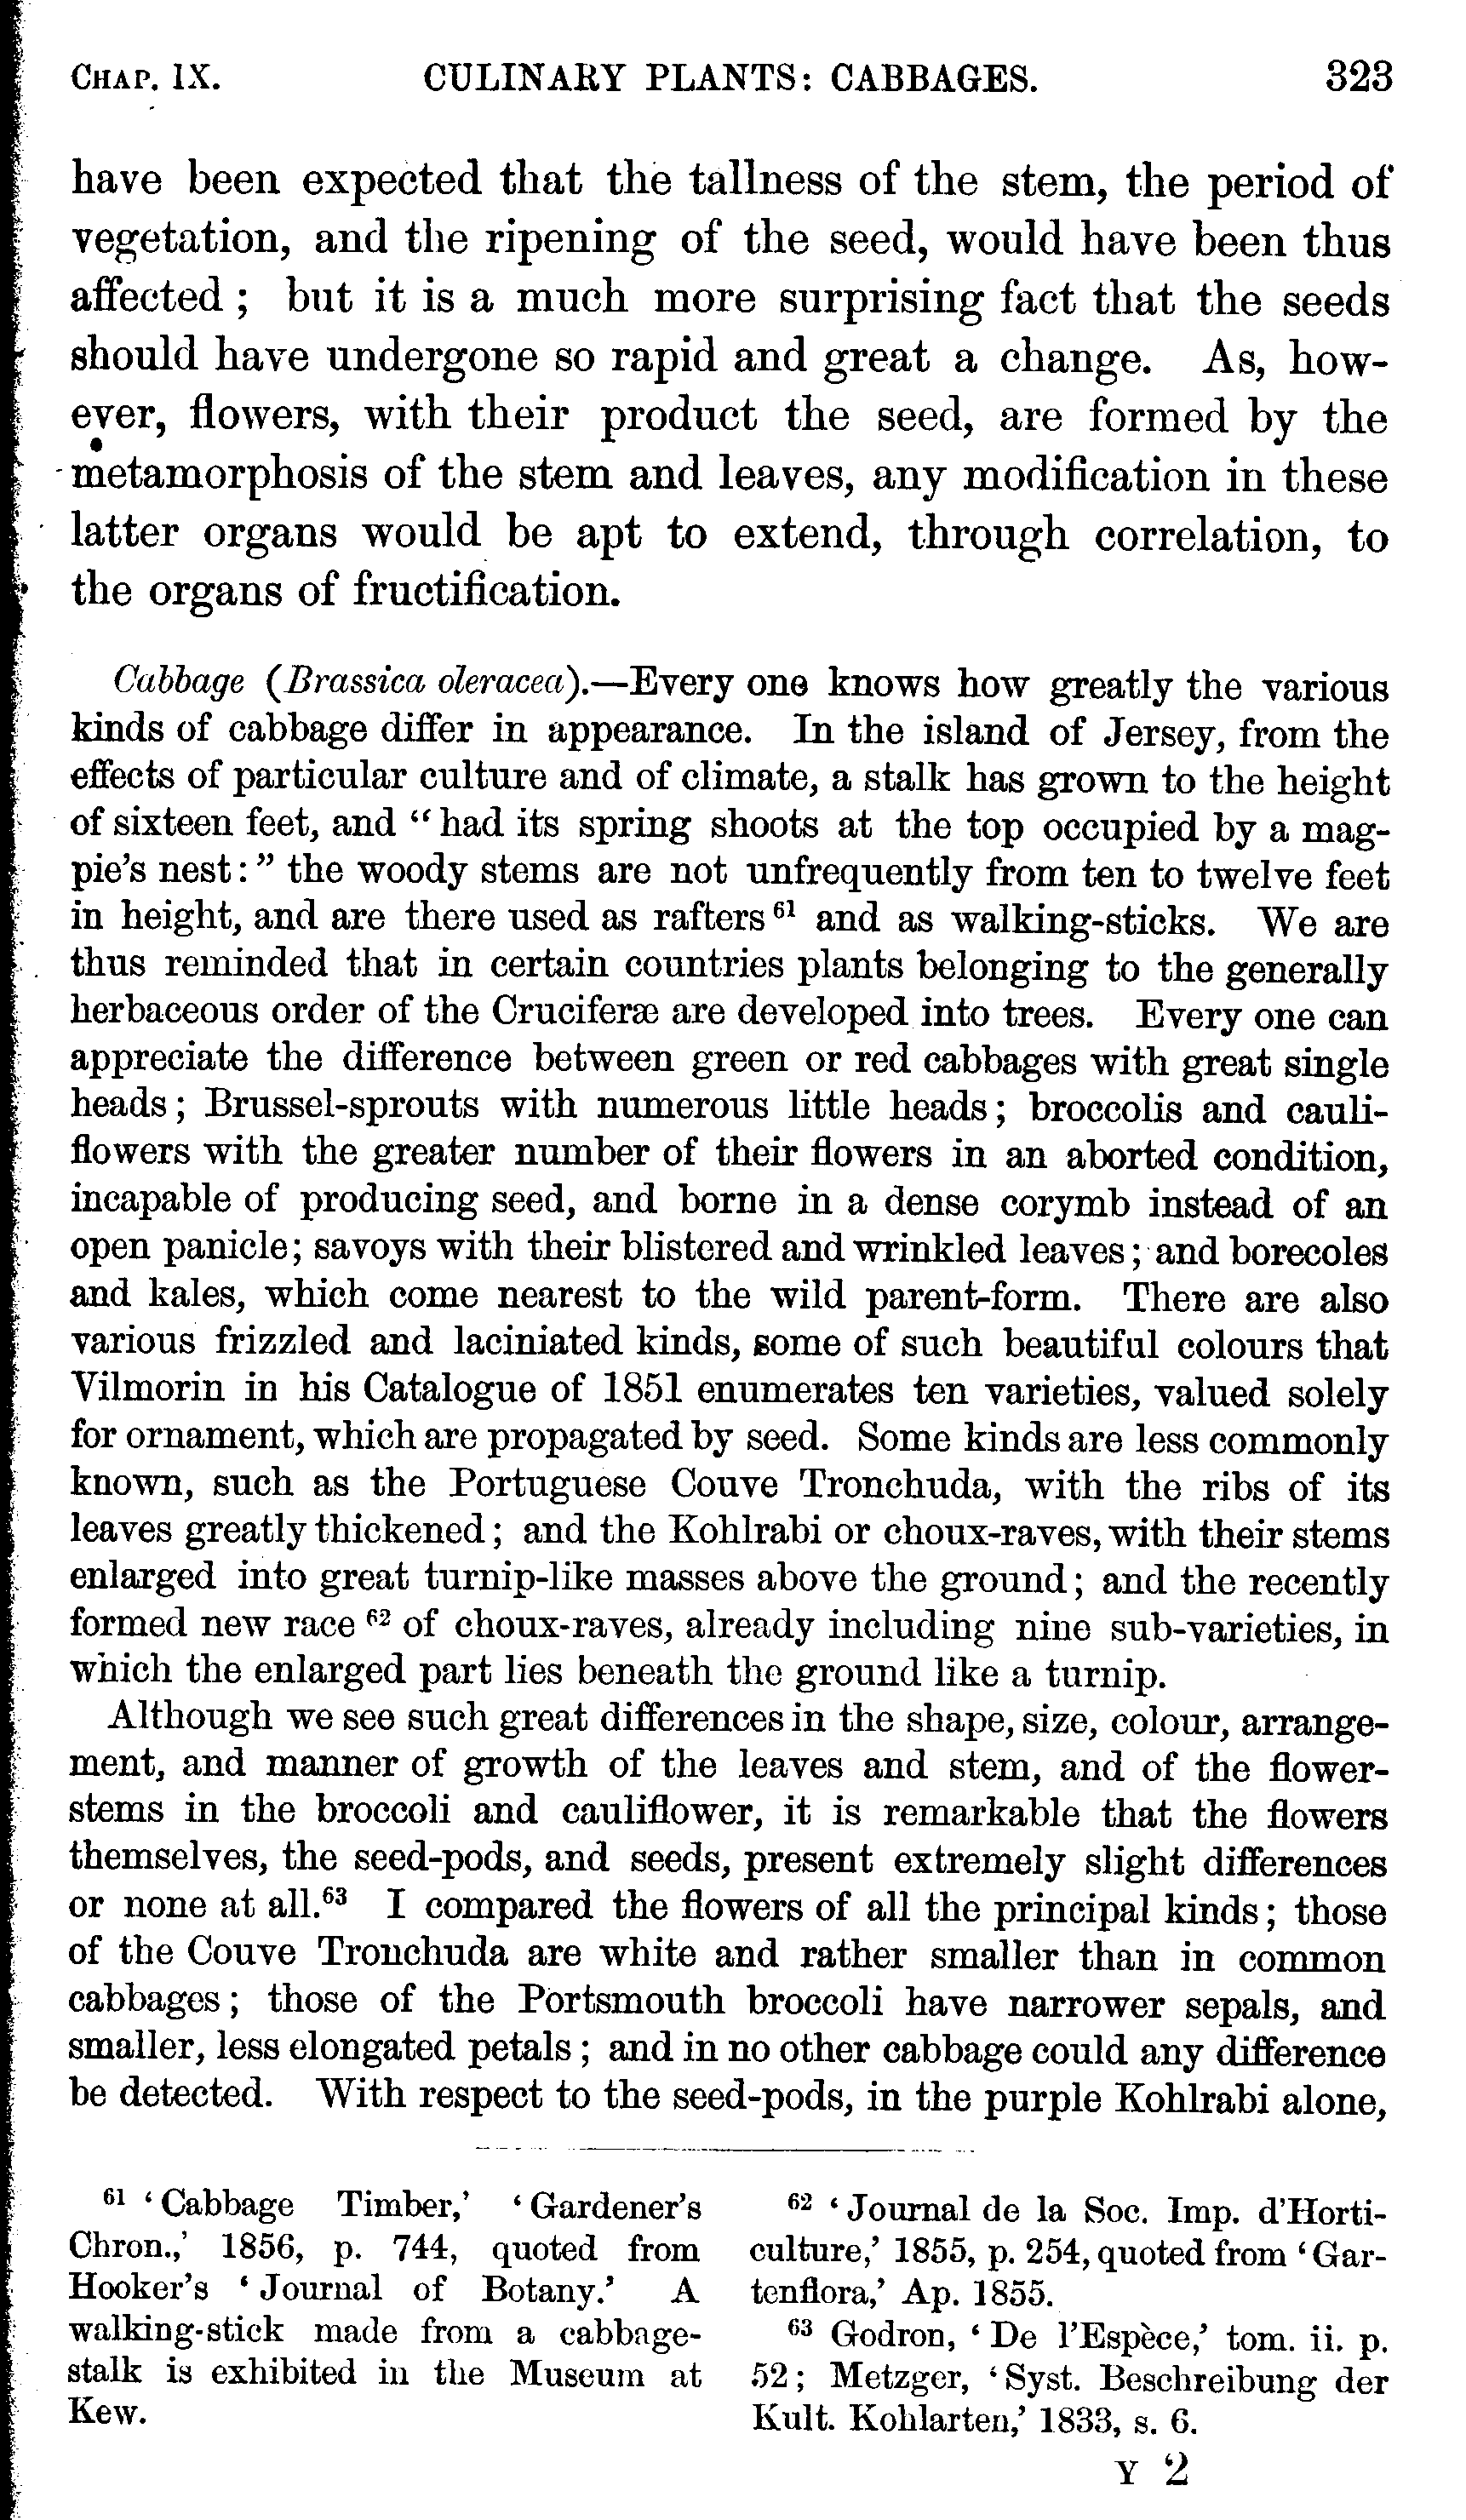 CHAP. IX. CULINARY PLANTS: CABBAGES. 323
have been expected that the tallness of the stem, the period of
vegetation, and the ripening of the seed, would have been thus
affected; but it is a much more surprising fact that the seeds
should have undergone so rapid and great a change. As, how-
ever, flowers, with their product the seed, are formed by the
metamorphosis of the stem and leaves, any modification in these
latter organs would be apt to extend, through correlation, to
the organs of fructification.
Cabbage (Brassica oleracea).—Every one knows how greatly the various
kinds of cabbage differ in appearance. In the island of Jersey, from the
effects of particular culture and of climate, a stalk has grown to the height
of sixteen feet, and "had its spring shoots at the top occupied by a mag-
pie's nest:" the woody stems are not unfrequently from ten to twelve feet
in height, and are there used as rafters 61 and as walking-sticks. We are
thus reminded that in certain countries plants belonging to the generally
herbaceous order of the Cruciferæ are developed into trees. Every one can
appreciate the difference between green or red cabbages with great single
heads; Brussel-sprouts with numerous little heads; broccolis and cauli-
flowers with the greater number of their flowers in an aborted condition,
incapable of producing seed, and borne in a dense corymb instead of an
open panicle; savoys with their blistered and wrinkled leaves; and borecoles
and kales, which come nearest to the wild parent-form. There are also
various frizzled and laciniated kinds, some of such beautiful colours that
Vilmorin in his Catalogue of 1851 enumerates ten varieties, valued solely
for ornament, which are propagated by seed. Some kinds are less commonly
known, such as the Portuguese Couve Tronchuda, with the ribs of its
leaves greatly thickened; and the Kohlrabi or choux-raves, with their stems
enlarged into great turnip-like masses above the ground; and the recently
formed new race 62 of choux-raves, already including nine sub-varieties, in
which the enlarged part lies beneath the ground like a turnip.
Although we see such great differences in the shape, size, colour, arrange-
ment, and manner of growth of the leaves and stem, and of the flower-
stems in the broccoli and cauliflower, it is remarkable that the flowers
themselves, the seed-pods, and seeds, present extremely slight differences
or none at all.63 I compared the flowers of all the principal kinds; those
of the Couve Tronchuda are white and rather smaller than in common
cabbages; those of the Portsmouth broccoli have narrower sepals, and
smaller, less elongated petals; and in no other cabbage could any difference
be detected. With respect to the seed-pods, in the purple Kohlrabi alone,
61 'Cabbage Timber,' 'Gardener's
Chron.,' 1856, p. 744, quoted from
Hooker's 'Journal of Botany.' A
walking-stick made from a cabbage-
stalk is exhibited in the Museum at
Kew.
62 'Journal de la Soc. Imp. d'Horti-
culture,' 1855, p. 254, quoted from 'Gar-
tenflora,' Ap. 1855.
63 Godron, 'De l'Espèce,' tom. ii. p.
52; Metzger, 'Syst. Beschreibung der
Kult. Kohlarten,' 1833, s. 6.
Y 2